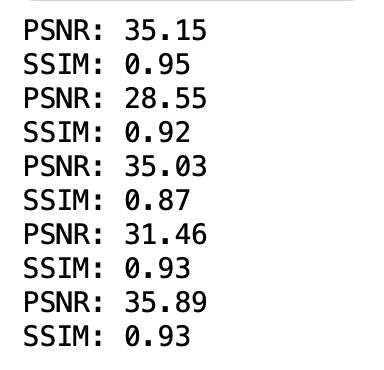 PSNR: 35.15
SSIM: 0.95
PSNR: 28.55
SSIM: 0.92
PSNR: 35.03
SSIM: 0.87
PSNR: 31.46
SSIM: 0.93
PSNR: 35.89
SSIM: 0.93